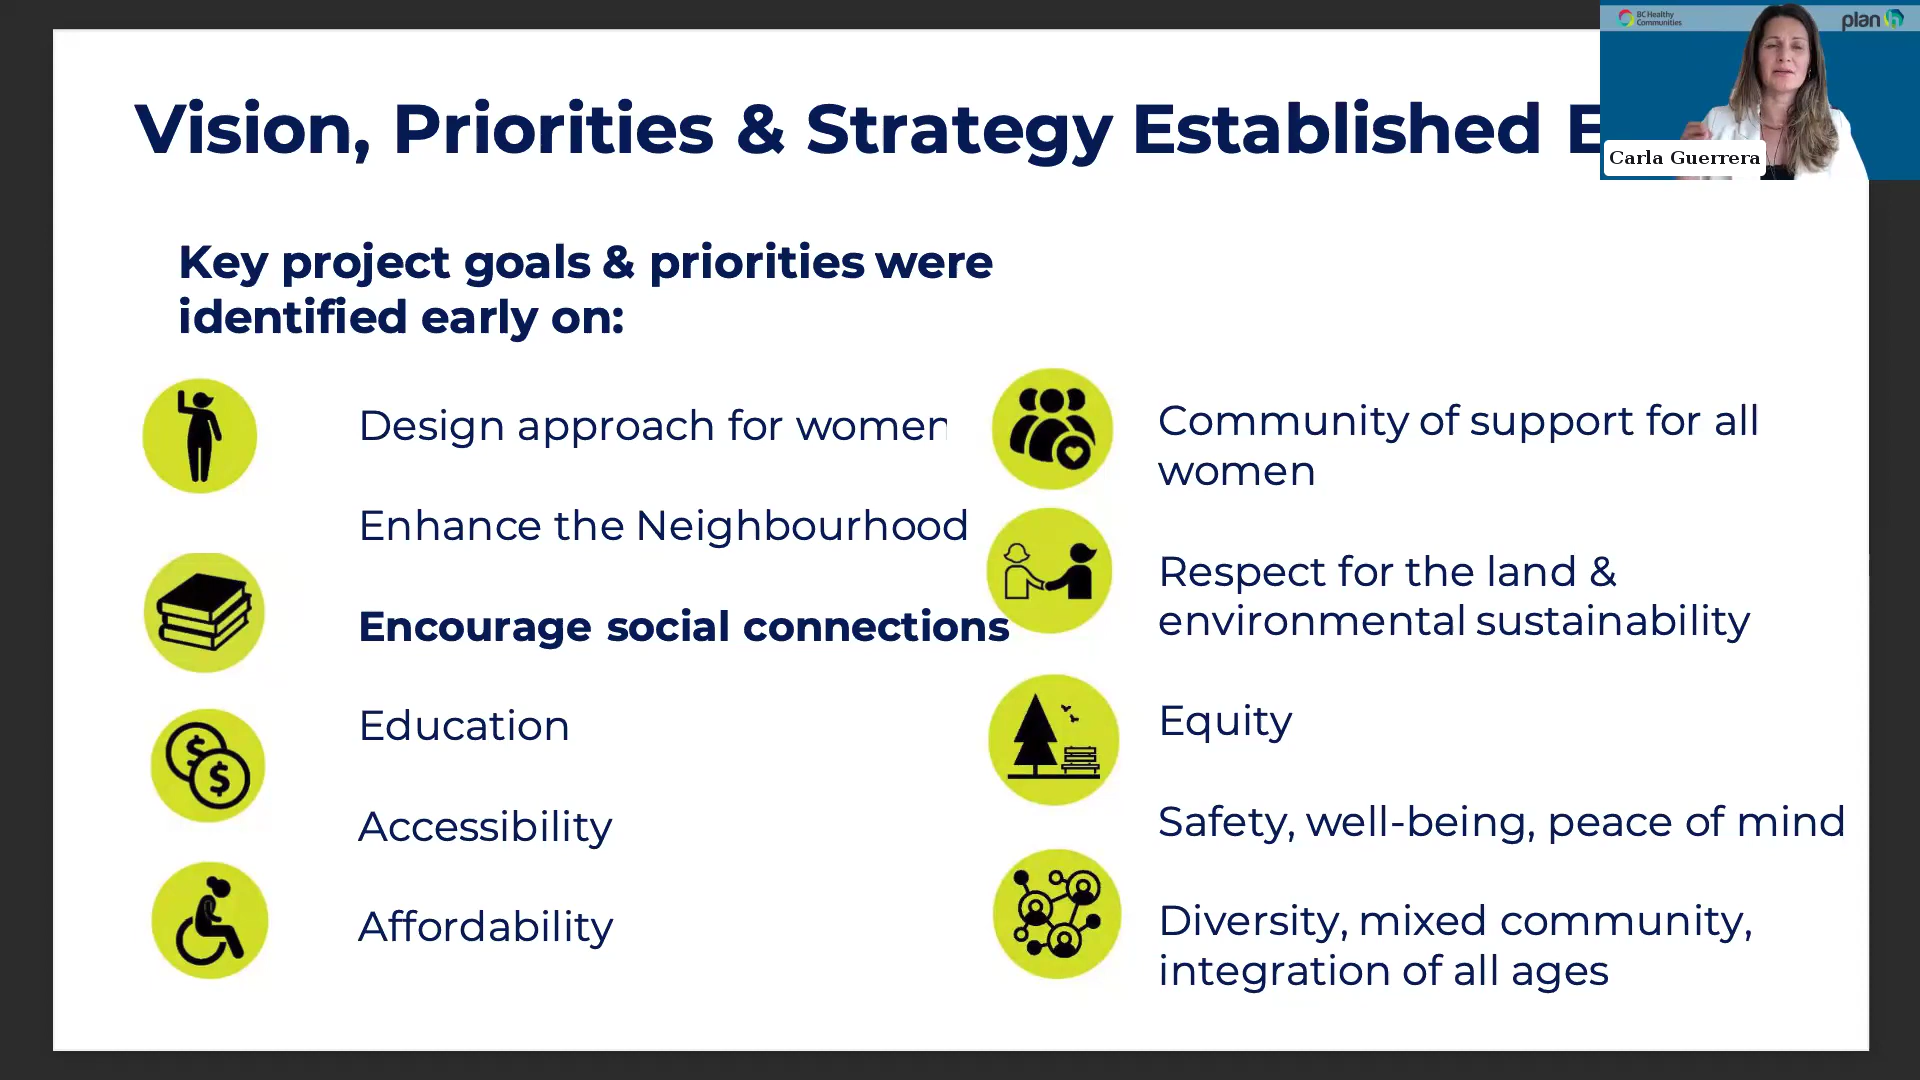 Vision, Priorities & Strategy Established E
BC Healthy
Communities
plan
Carla Guerrera
Key project goals & priorities were
identified early on:
Design approach for women
Enhance the Neighbourhood
Encourage social connections
Education
Accessibility
Affordability
Community of support for all
women
Respect for the land &
environmental sustainability
Equity
Safety, well-being, peace of mind
Diversity, mixed community,
integration of all ages